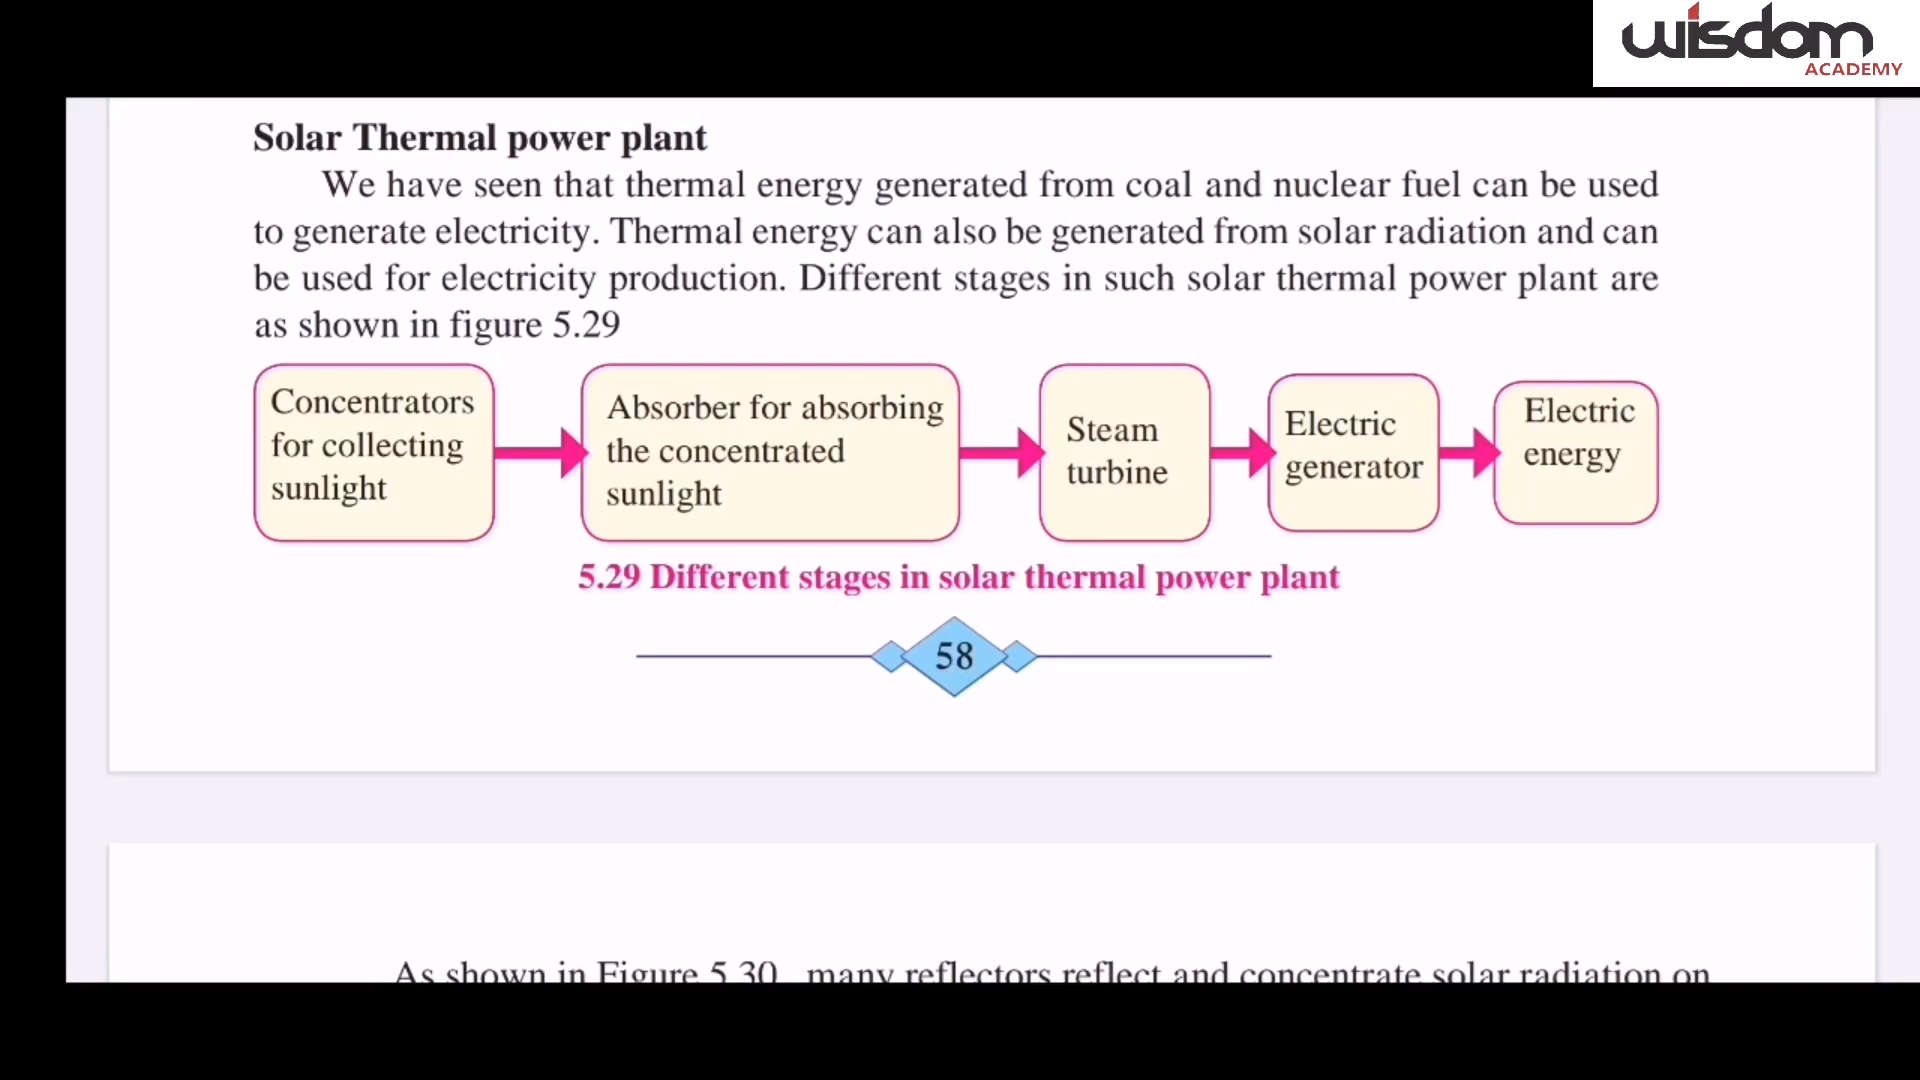 wisdom
ACADEMY
Solar Thermal power plant
We have seen that thermal energy generated from coal and nuclear fuel can be used
to generate electricity. Thermal energy can also be generated from solar radiation and can
be used for electricity production. Different stages in such solar thermal power plant are
as shown in figure 5.29
Concentrators
for collecting
sunlight
Absorber for absorbing
the concentrated
sunlight
Steam
turbine
Electric
generator
Electric
energy
5.29 Different stages in solar thermal power plant
58
As shown in Figure 5.30 many reflectors reflect and concentrate solar radiation on